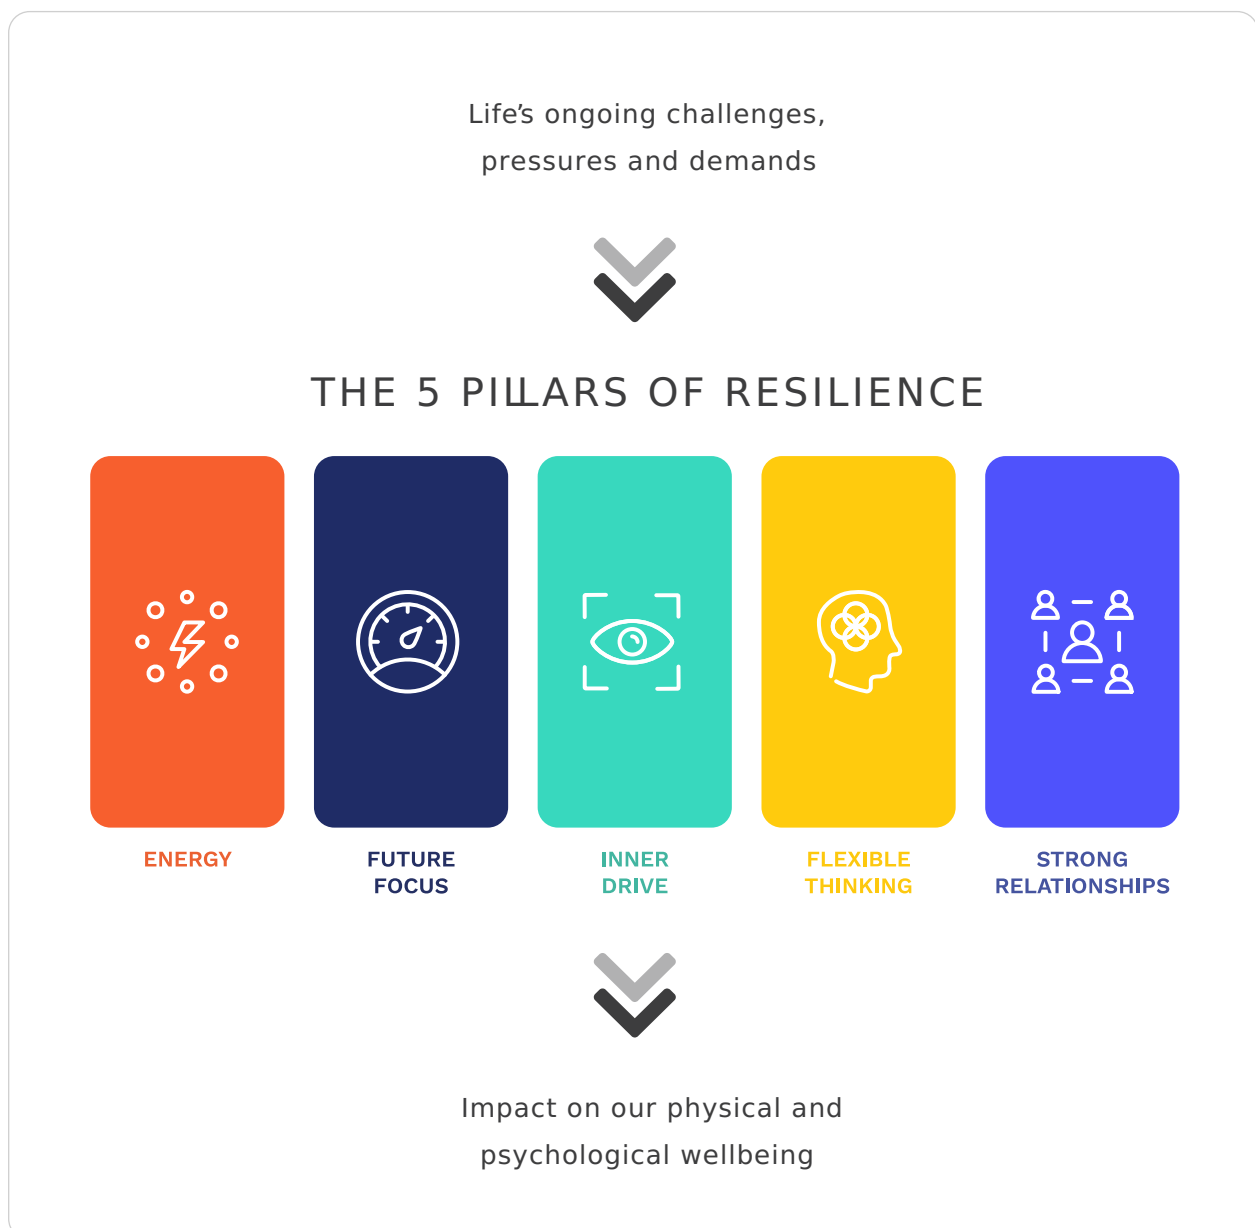 Life's ongoing challenges,
pressures and demands
THE 5 PILLARS OF RESILIENCE
ENERGY
FUTURE
FOCUS
INNER
DRIVE
FLEXIBLE
THINKING
STRONG
RELATIONSHIPS
Impact on our physical and
psychological wellbeing